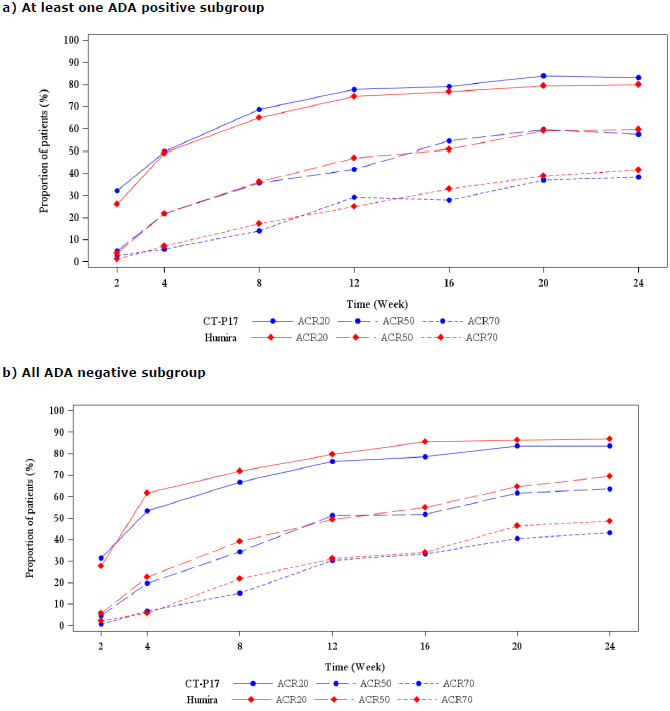 a) At least one ADA positive subgroup
100
90
80
70
60
50
40
30
20
10
0
Proportion of patients (%)
2 4 8 12 16 20 24
Time (Week)
CT-P17 ACR20 ACR50 ACR70
Humira ACR20 ACR50 ACR70
b) All ADA negative subgroup
100
90
80
70
60
50
40
30
20
10
0
Proportion of patients (%)
2 4 8 12 16 20 24
Time (Week)
CT-P17 ACR20 ACR50 ACR70
Humira ACR20 ACR50 ACR70